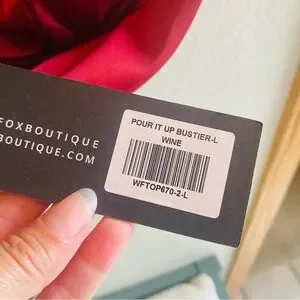 FOXBOUTIQUE
BOUTIQUE.COM
POUR IT UP BUSTIER-L
WINE
WFTOP670-2-L